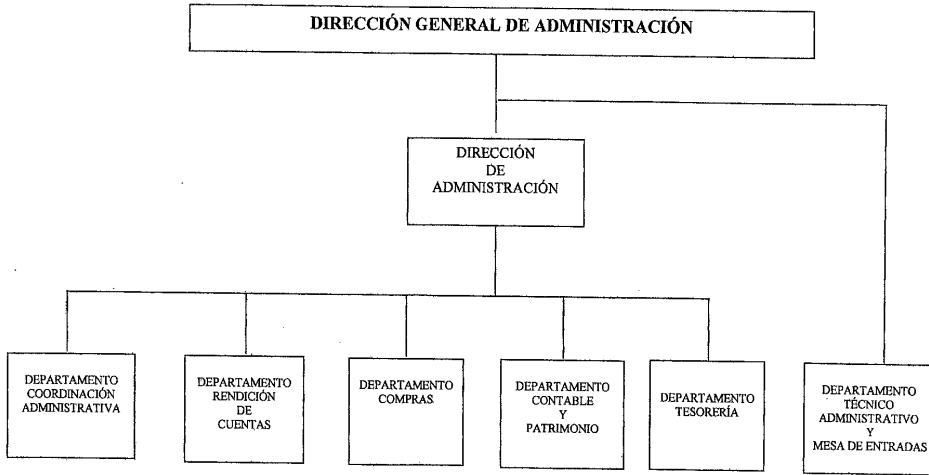 DIRECCIÓN GENERAL DE ADMINISTRACIÓN
DIRECCIÓN
DE
ADMINISTRACIÓN
DEPARTAMENTO
COORDINACIÓN
ADMINISTRATIVA
DEPARTAMENTO
RENDICIÓN
DE
CUENTAS
DEPARTAMENTO
COMPRAS
DEPARTAMENTO
CONTABLE
Y
PATRIMONIO
DEPARTAMENTO
TESORERÍA
DEPARTAMENTO
TÉCNICO
ADMINISTRATIVO
Y
MESA DE ENTRADAS